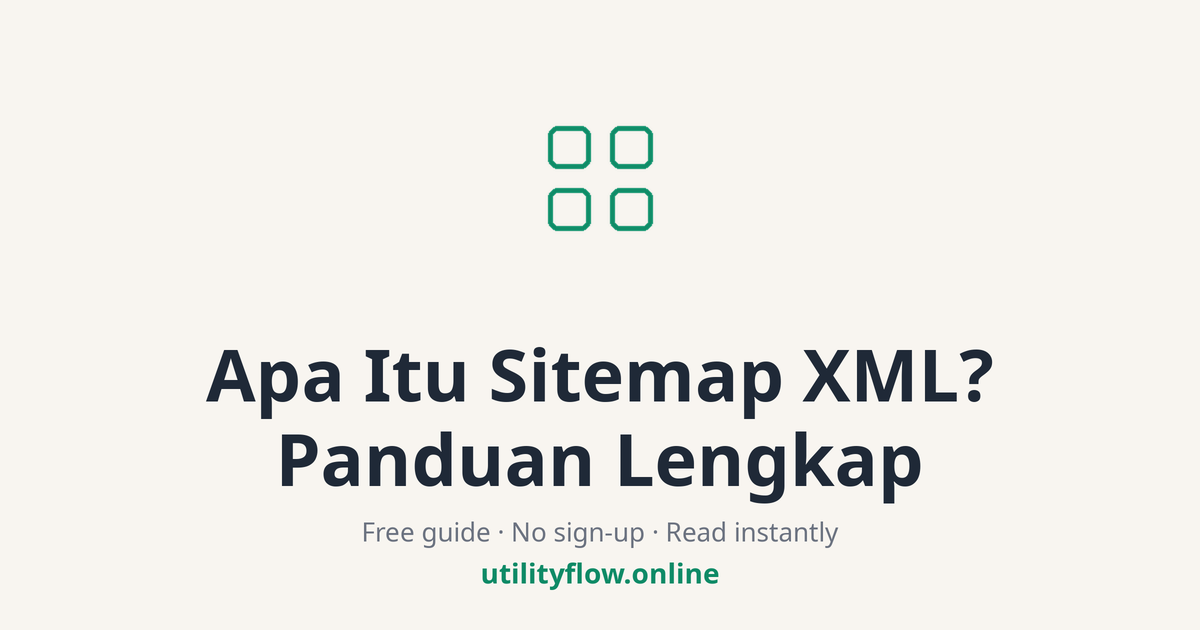 Apa Itu Sitemap XML?
Panduan Lengkap
Free guide · No sign-up · Read instantly
utilityflow.online